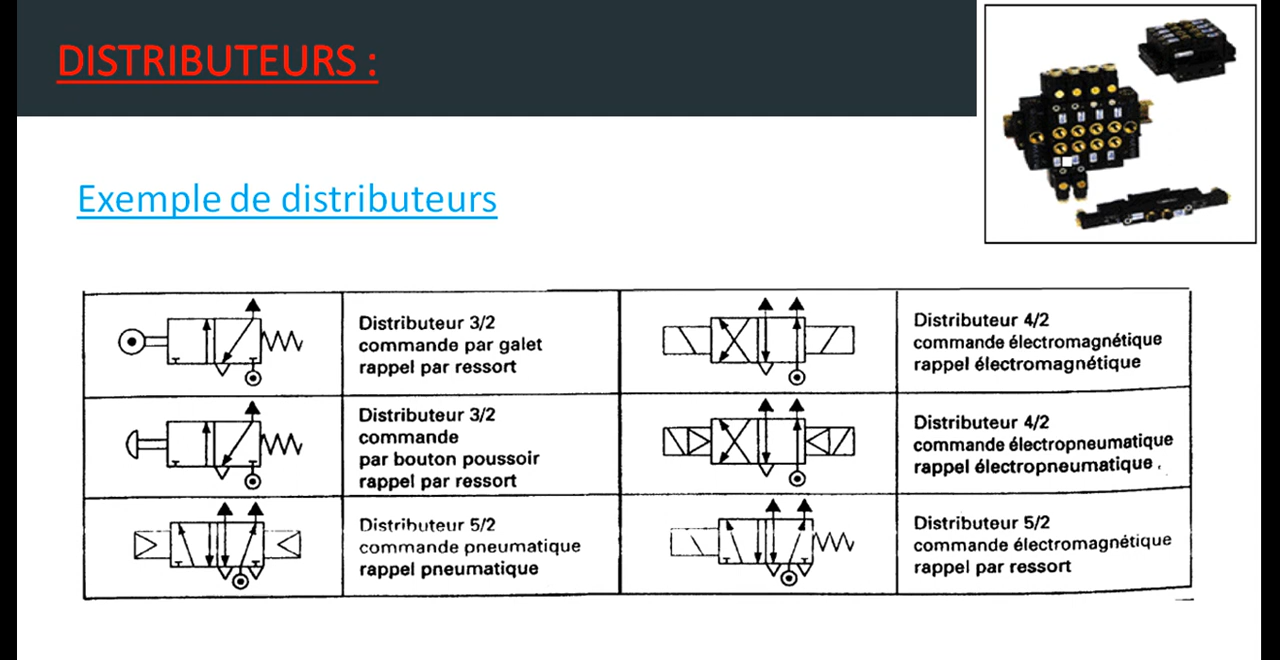 DISTRIBUTEURS :
Exemple de distributeurs
Distributeur 3/2
commande par galet
rappel par ressort
Distributeur 4/2
commande électromagnétique
rappel électromagnétique
Distributeur 3/2
commande
par bouton poussoir
rappel par ressort
Distributeur 4/2
commande électropneumatique
rappel électropneumatique .
Distributeur 5/2
commande pneumatique
rappel pneumatique
Distributeur 5/2
commande électromagnétique
rappel par ressort